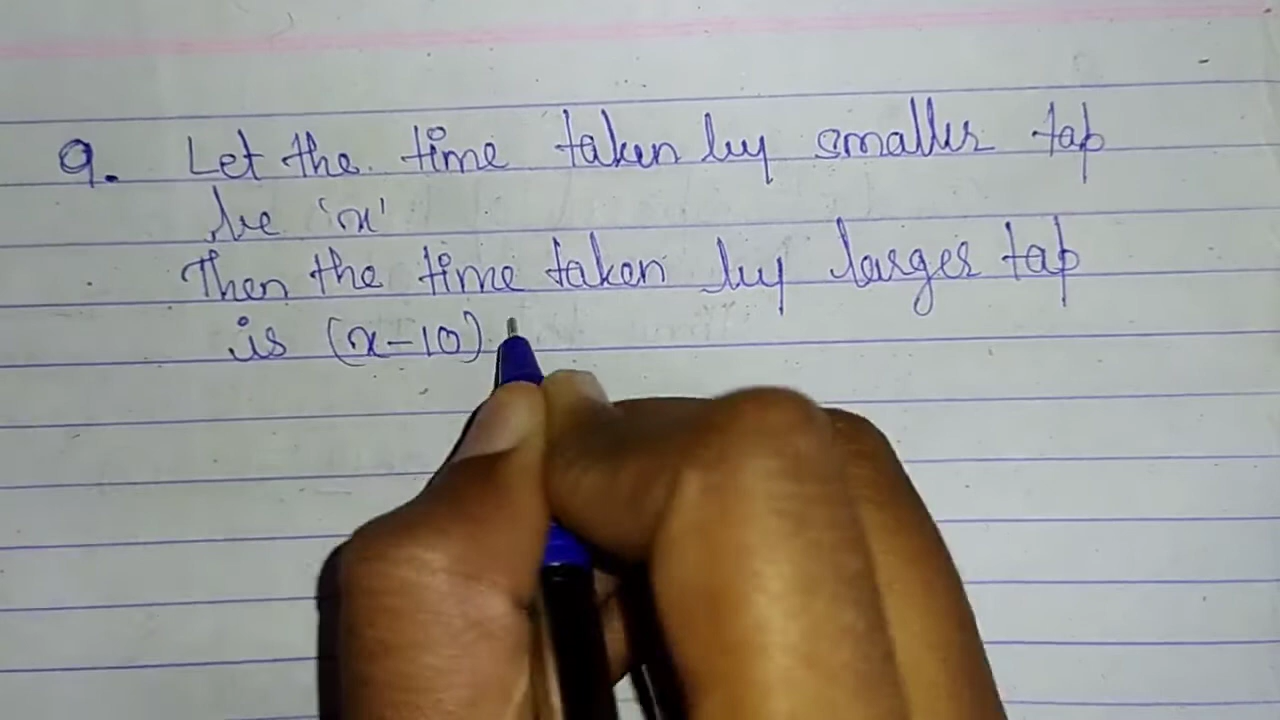 9. Let the time taken by smaller tap
be 'x'
Then the time taken by larger tap
is (x-10)